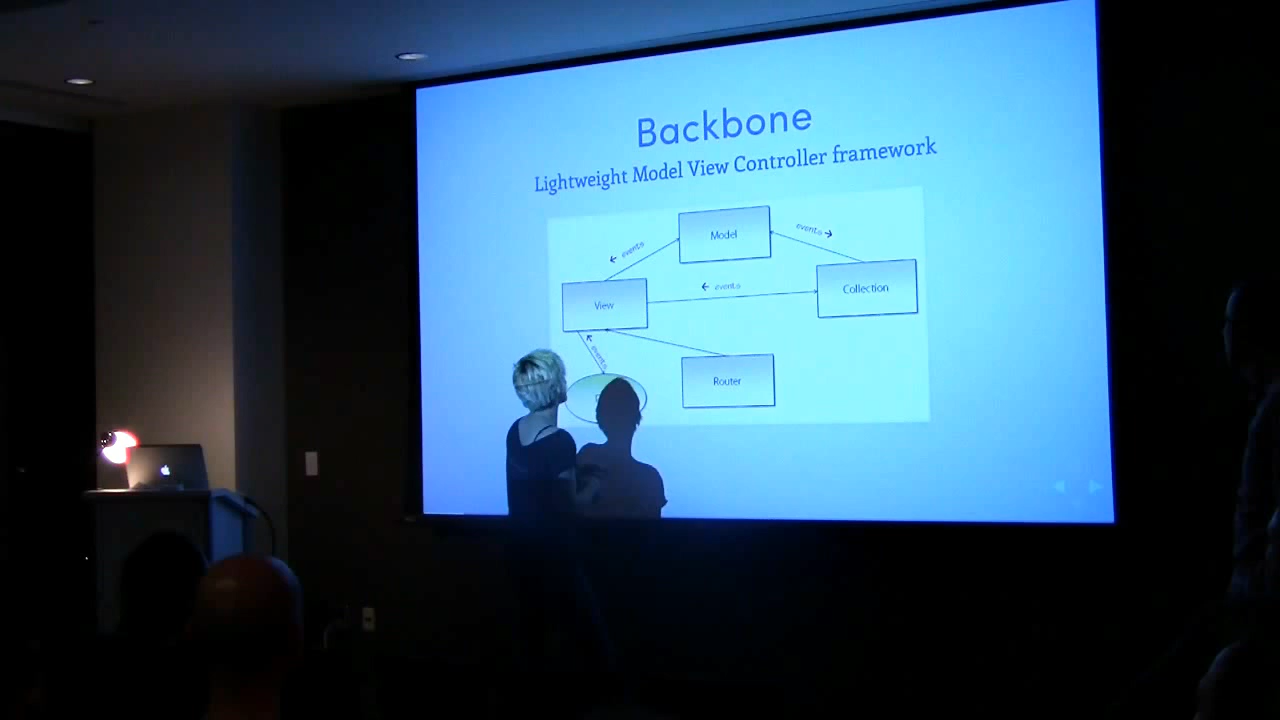 Backbone
Lightweight Model View Controller framework
Model
← events
events →
← events
View
Collection
← events
Router